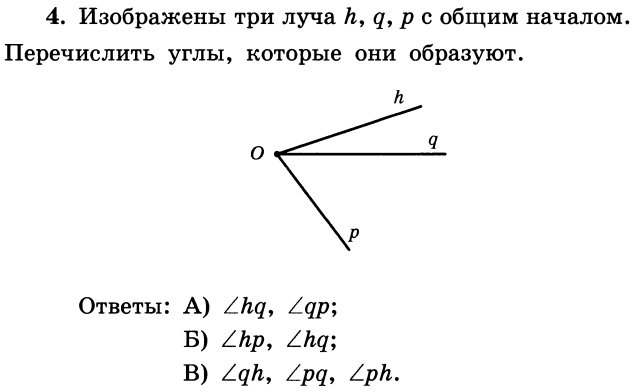 4. Изображены три луча h, q, p с общим началом.
Перечислить углы, которые они образуют.
h
q
O
p
Ответы: А) ∠hq, ∠qp;
Б) ∠hp, ∠hq;
В) ∠qh, ∠pq, ∠ph.